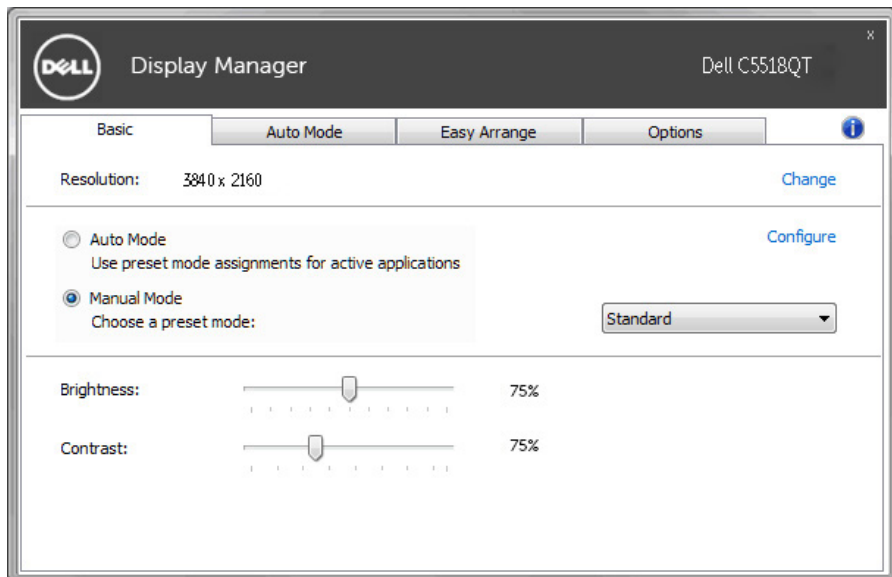 x
DELL Display Manager Dell C5518QT
Basic Auto Mode Easy Arrange Options i
Resolution: 3840 x 2160 Change
Auto Mode Configure
Use preset mode assignments for active applications
Manual Mode
Choose a preset mode: Standard
Brightness: 75%
Contrast: 75%